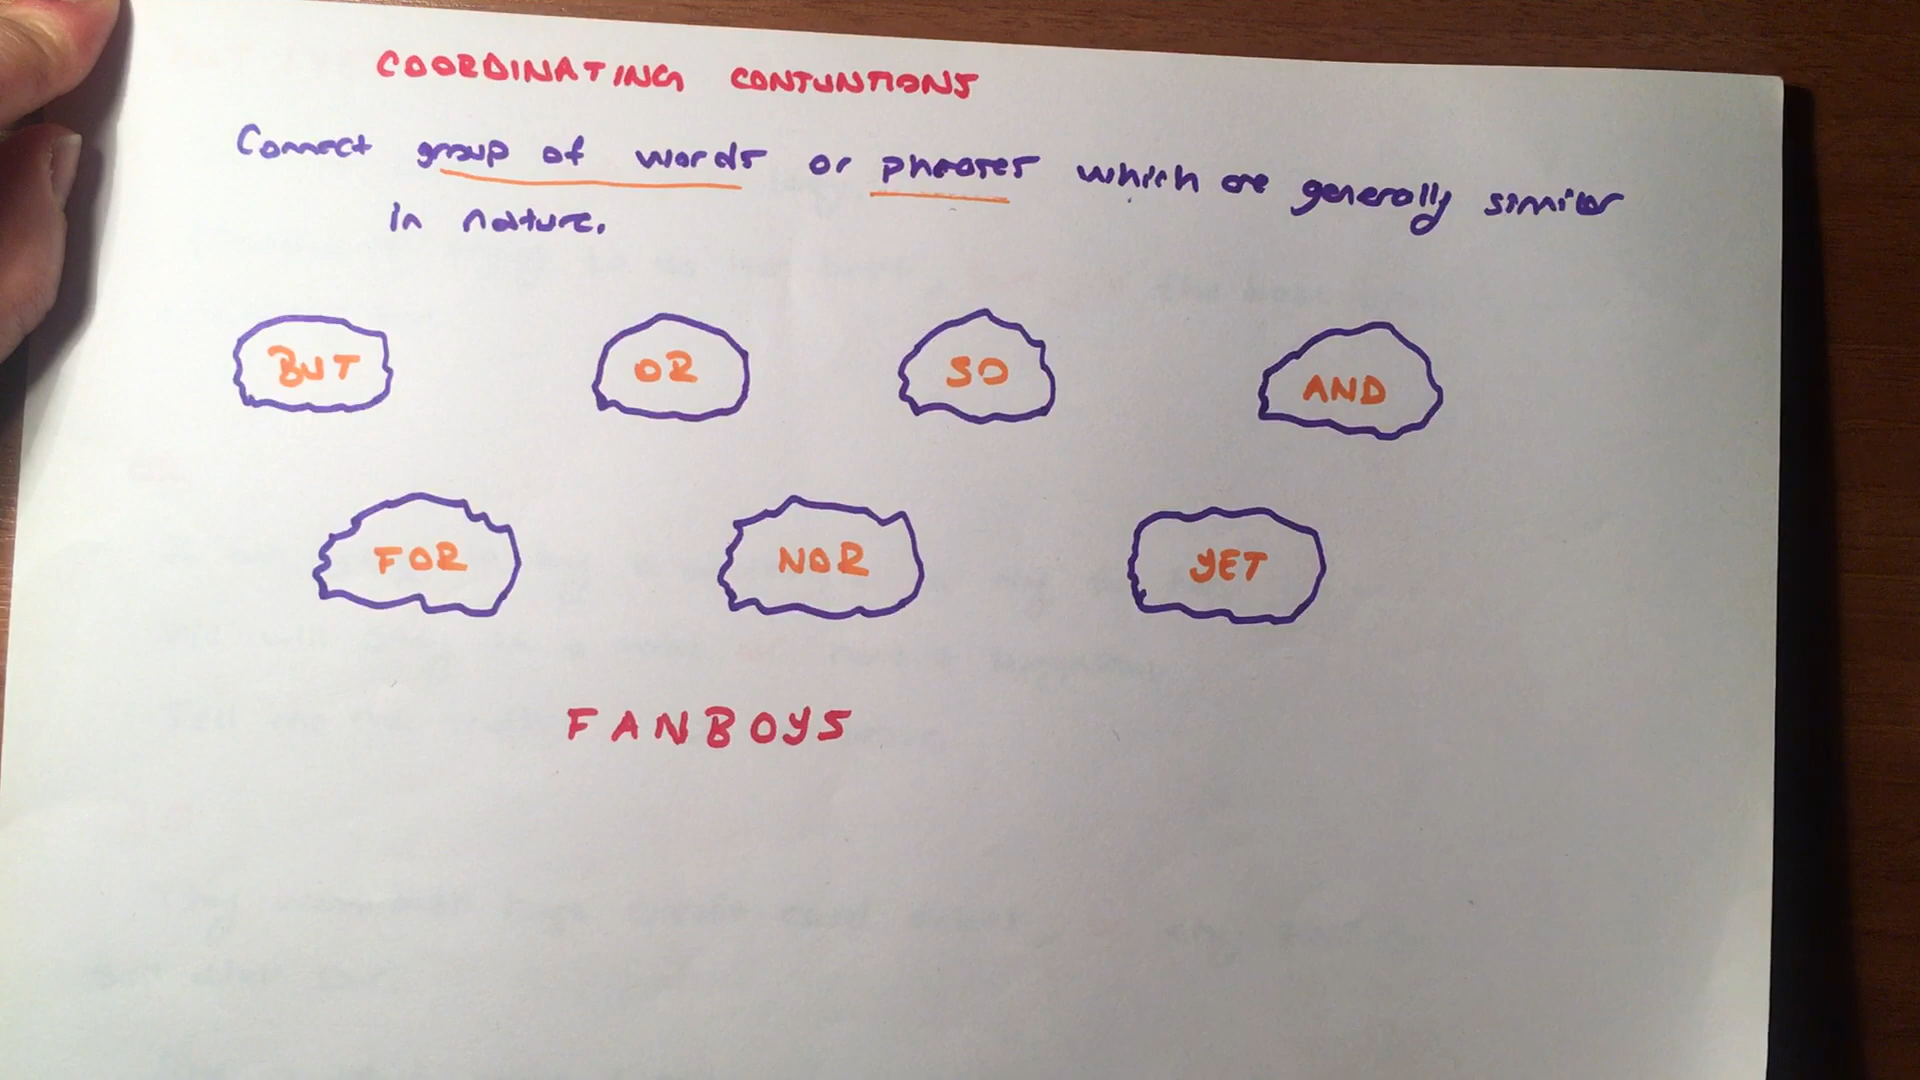 COORDINATING CONJUNTIONS
Connect group of words or phrases which are generally similar
in nature.
BUT OR SO AND
FOR NOR YET
FANBOYS